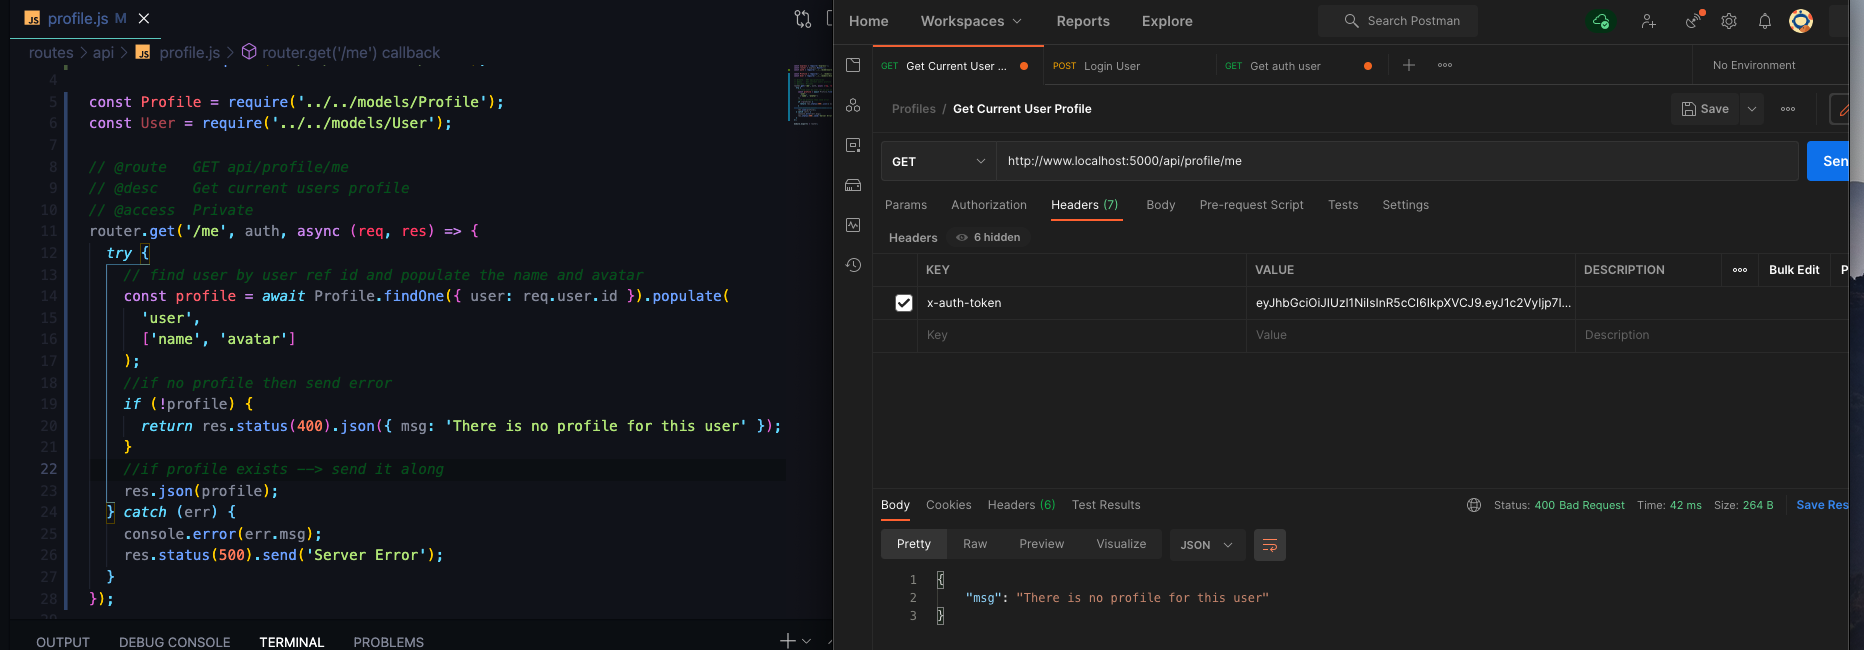 profile.js M
routes > api > profile.js > router.get('/me') callback
4
5 const Profile = require('../../models/Profile');
6 const User = require('../../models/User');
7
8 // @route   GET api/profile/me
9 // @desc    Get current users profile
10 // @access  Private
11 router.get('/me', auth, async (req, res) => {
12 try {
13 // find user by user ref id and populate the name and avatar
14 const profile = await Profile.findOne({ user: req.user.id }).populate(
15 'user',
16 ['name', 'avatar']
17 );
18 //if no profile then send error
19 if (!profile) {
20 return res.status(400).json({ msg: 'There is no profile for this user' });
21 }
22 //if profile exists --> send it along
23 res.json(profile);
24 } catch (err) {
25 console.error(err.msg);
26 res.status(500).send('Server Error');
27 }
28 });
OUTPUT DEBUG CONSOLE TERMINAL PROBLEMS
Home Workspaces Reports Explore Search Postman
GET Get Current User ... POST Login User GET Get auth user No Environment
Profiles / Get Current User Profile Save
GET http://www.localhost:5000/api/profile/me Sen
Params Authorization Headers (7) Body Pre-request Script Tests Settings
Headers 6 hidden
KEY VALUE DESCRIPTION Bulk Edit P
x-auth-token
Key Value Description
Body Cookies Headers (6) Test Results Status: 400 Bad Request Time: 42 ms Size: 264 B Save Res
Pretty Raw Preview Visualize JSON
1 {
2 "msg": "There is no profile for this user"
3 }